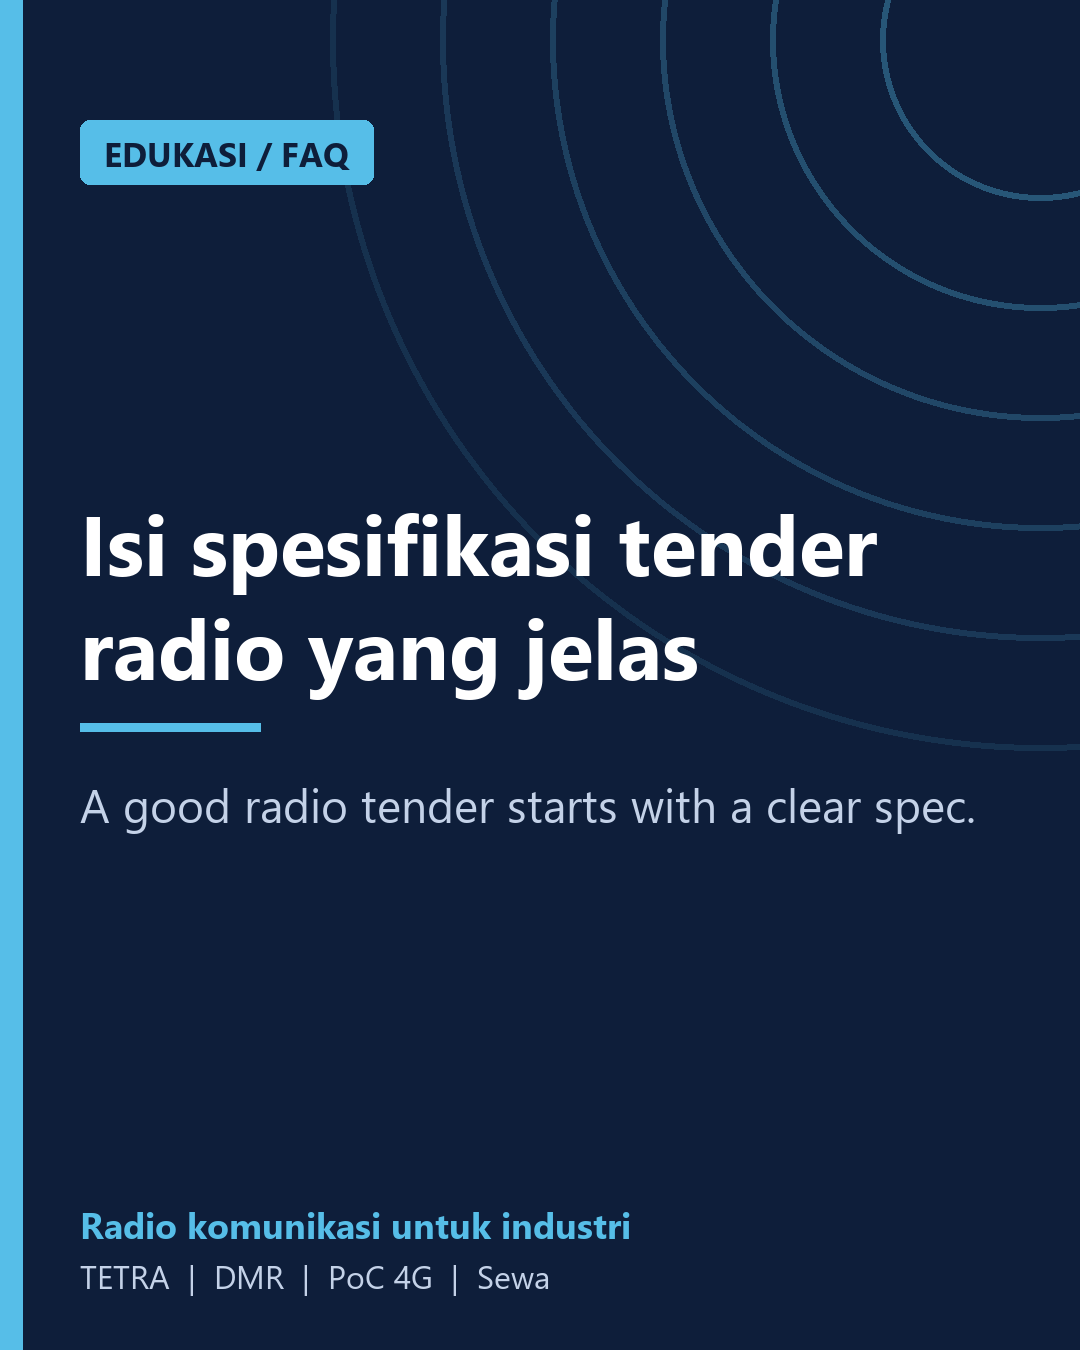 EDUKASI / FAQ
Isi spesifikasi tender
radio yang jelas
A good radio tender starts with a clear spec.
Radio komunikasi untuk industri
TETRA | DMR | PoC 4G | Sewa